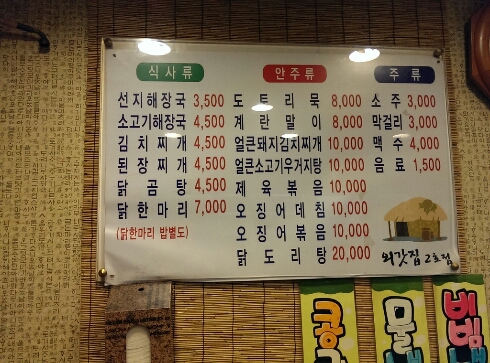 식사류
선지해장국 3,500
소고기해장국 4,500
김치찌개 4,500
된장찌개 4,500
닭곰탕 4,500
닭한마리 7,000
(닭한마리 밥별도)
안주류
도토리묵 8,000
계란말이 8,000
얼큰돼지김치찌개 10,000
얼큰소고기우거지탕 10,000
제육볶음 10,000
오징어데침 10,000
오징어볶음 10,000
닭도리탕 20,000
주류
소주 3,000
막걸리 3,000
맥주 4,000
음료 1,500
외갓집
콩
물
비빔